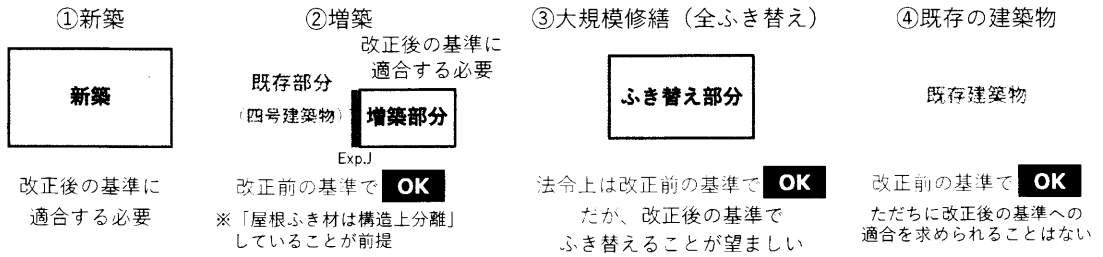 ①新築
新築
改正後の基準に
適合する必要
②増築
改正後の基準に
適合する必要
既存部分
(四号建築物)
増築部分
Exp.J
改正前の基準で OK
※「屋根ふき材は構造上分離」
していることが前提
③大規模修繕（全ふき替え）
ふき替え部分
法令上は改正前の基準で OK
だが、改正後の基準で
ふき替えることが望ましい
④既存の建築物
既存建築物
改正前の基準で OK
ただちに改正後の基準への
適合を求められることはない